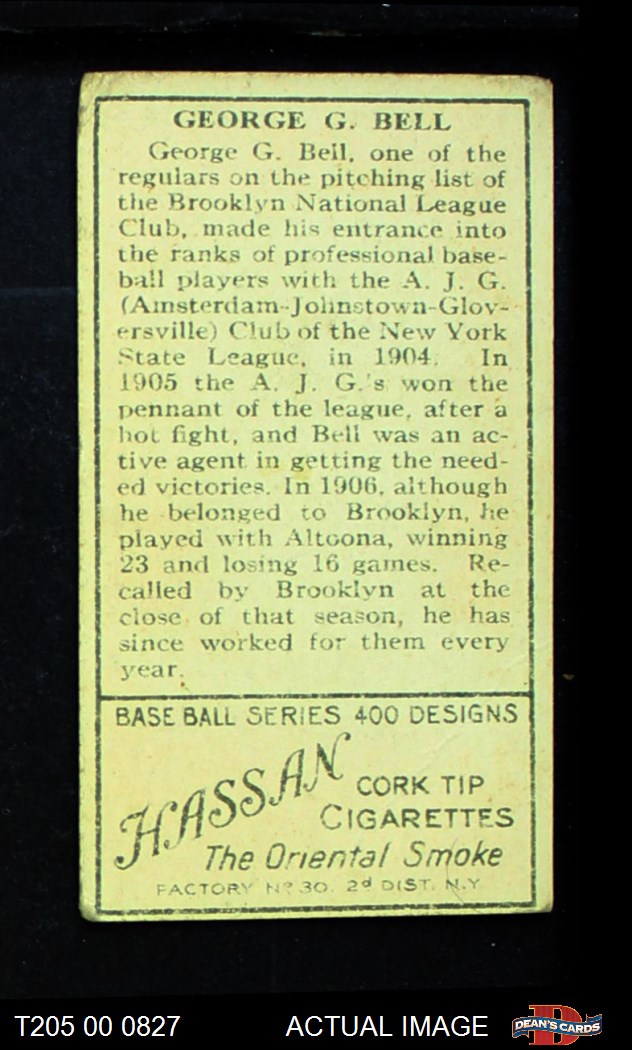 GEORGE G. BELL
George G. Bell, one of the
regulars on the pitching list of
the Brooklyn National League
Club, made his entrance into
the ranks of professional base-
ball players with the A. J. G.
(Amsterdam-Johnstown-Glov-
ersville) Club of the New York
State League, in 1904. In
1905 the A. J. G.'s won the
pennant of the league, after a
hot fight, and Bell was an ac-
tive agent in getting the need-
ed victories. In 1906, although
he belonged to Brooklyn, he
played with Altoona, winning
23 and losing 16 games. Re-
called by Brooklyn at the
close of that season, he has
since worked for them every
year.
BASE BALL SERIES 400 DESIGNS
HASSAN
CORK TIP
CIGARETTES
The Oriental Smoke
FACTORY Nº 30. 2d DIST. N.Y
T205 00 0827 ACTUAL IMAGE
D DEAN'S CARDS